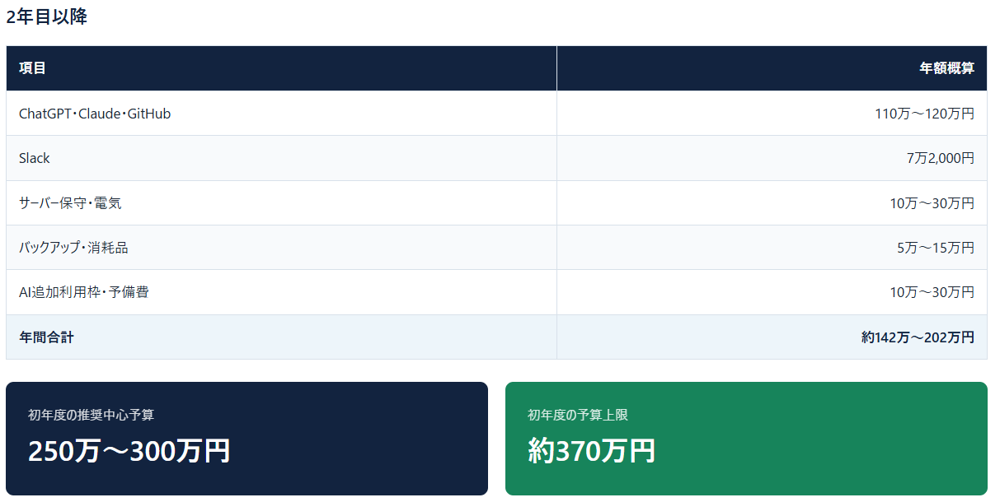 2年目以降
項目 年額概算
ChatGPT・Claude・GitHub 110万～120万円
Slack 7万2,000円
サーバー保守・電気 10万～30万円
バックアップ・消耗品 5万～15万円
AI追加利用枠・予備費 10万～30万円
年間合計 約142万～202万円
初年度の推奨中心予算
250万～300万円
初年度の予算上限
約370万円